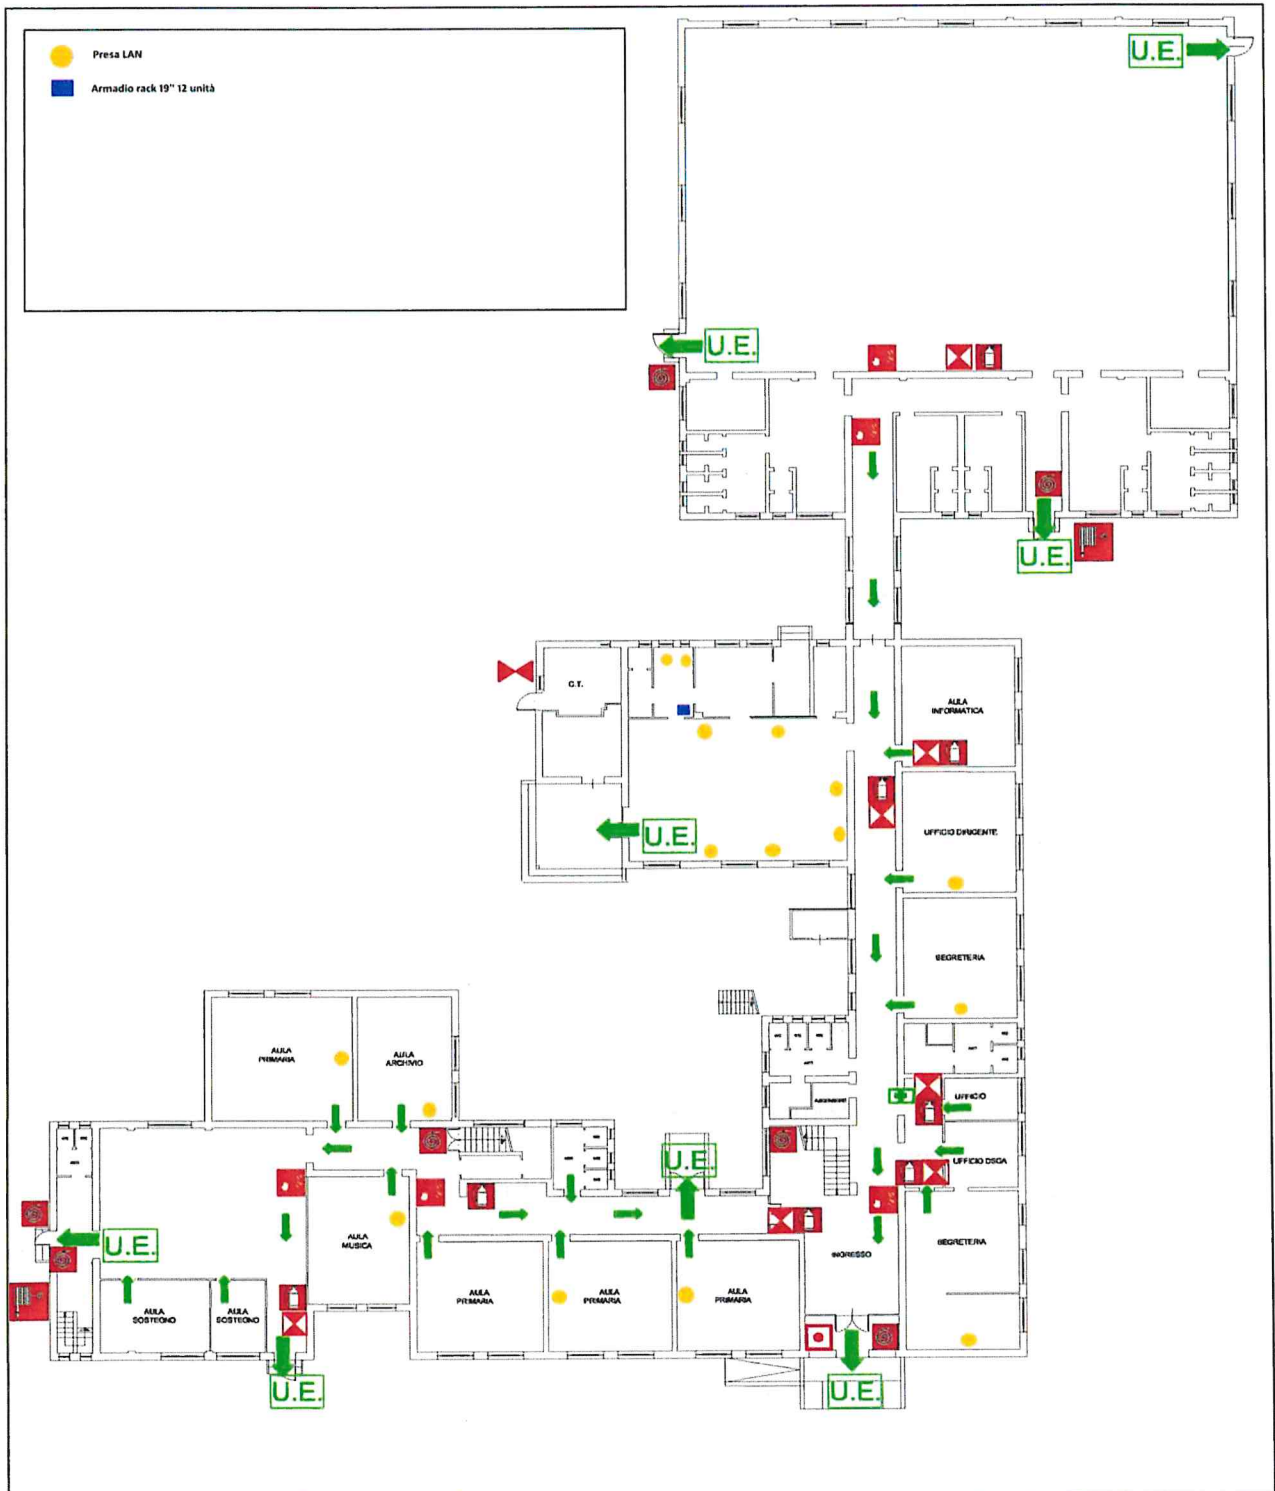 Presa LAN
Armadio rack 19" 12 unità
U.E.
U.E.
U.E.
C.T.
AULA
INFORMATICA
U.E.
UFFICIO DIRIGENTE
SEGRETERIA
AULA
PRIMARIA
AULA
ARCHIVIO
ASCENSORE
UFFICIO
UFFICIO DSGA
U.E.
U.E.
AULA
MUSICA
INGRESSO
SEGRETERIA
AULA
SOSTEGNO
AULA
SOSTEGNO
AULA
PRIMARIA
AULA
PRIMARIA
AULA
PRIMARIA
U.E.
U.E.